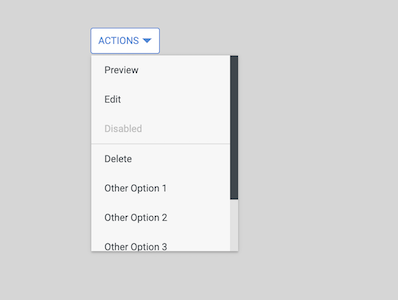 ACTIONS
Preview
Edit
Disabled
Delete
Other Option 1
Other Option 2
Other Option 3